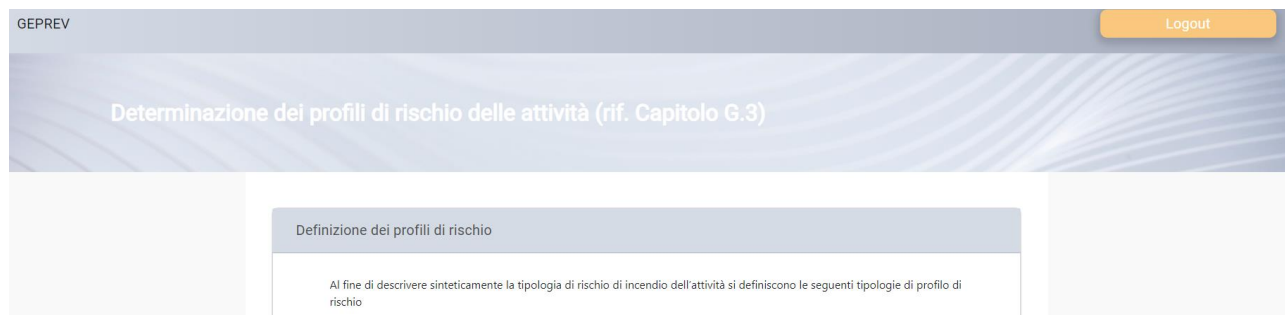 GEPREV
Logout
Determinazione dei profili di rischio delle attività (rif. Capitolo G.3)
Definizione dei profili di rischio
Al fine di descrivere sinteticamente la tipologia di rischio di incendio dell'attività si definiscono le seguenti tipologie di profilo di
rischio